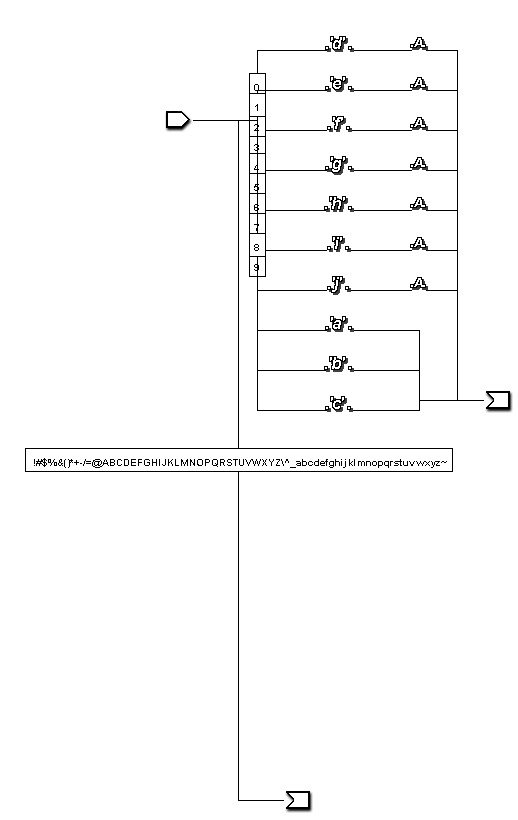 "d" A
0 "e" A
1
2 "f" A
3
4 "g" A
5
6 "h" A
7
8 "i" A
9
"j" A
"a"
"b"
"c"
!#$%&()*+-/=@ABCDEFGHIJKLMNOPQRSTUVWXYZ\^_abcdefghijklmnopqrstuvwxyz~